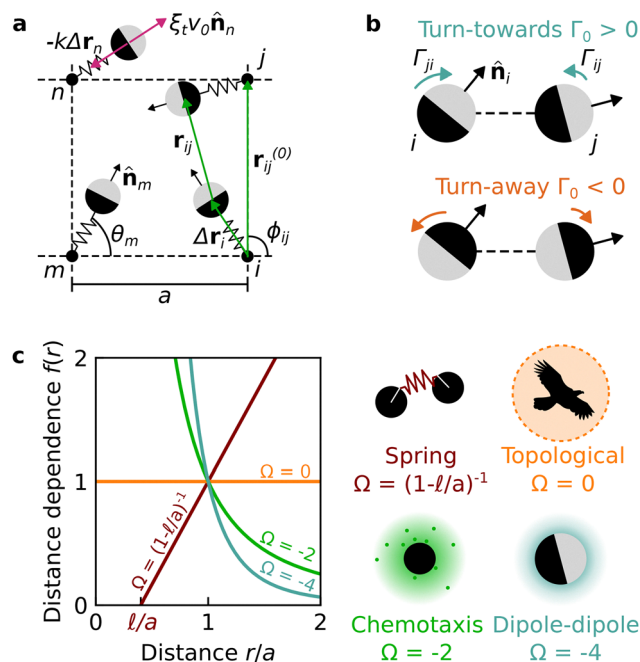 a
-kΔr_n
ξ_t v_0 n̂_n
n
j
r_ij
r_ij^(0)
n̂_m
θ_m
Δr_i
ϕ_ij
m
i
a
b
Turn-towards Γ_0 > 0
Γ_ji
n̂_i
Γ_ij
i
j
Turn-away Γ_0 < 0
c
Distance dependence f(r)
2
1
0
Ω = 0
Ω = (1-ℓ/a)^-1
Ω = -2
Ω = -4
0
ℓ/a
1
2
Distance r/a
Spring
Ω = (1-ℓ/a)^-1
Topological
Ω = 0
Chemotaxis
Ω = -2
Dipole-dipole
Ω = -4